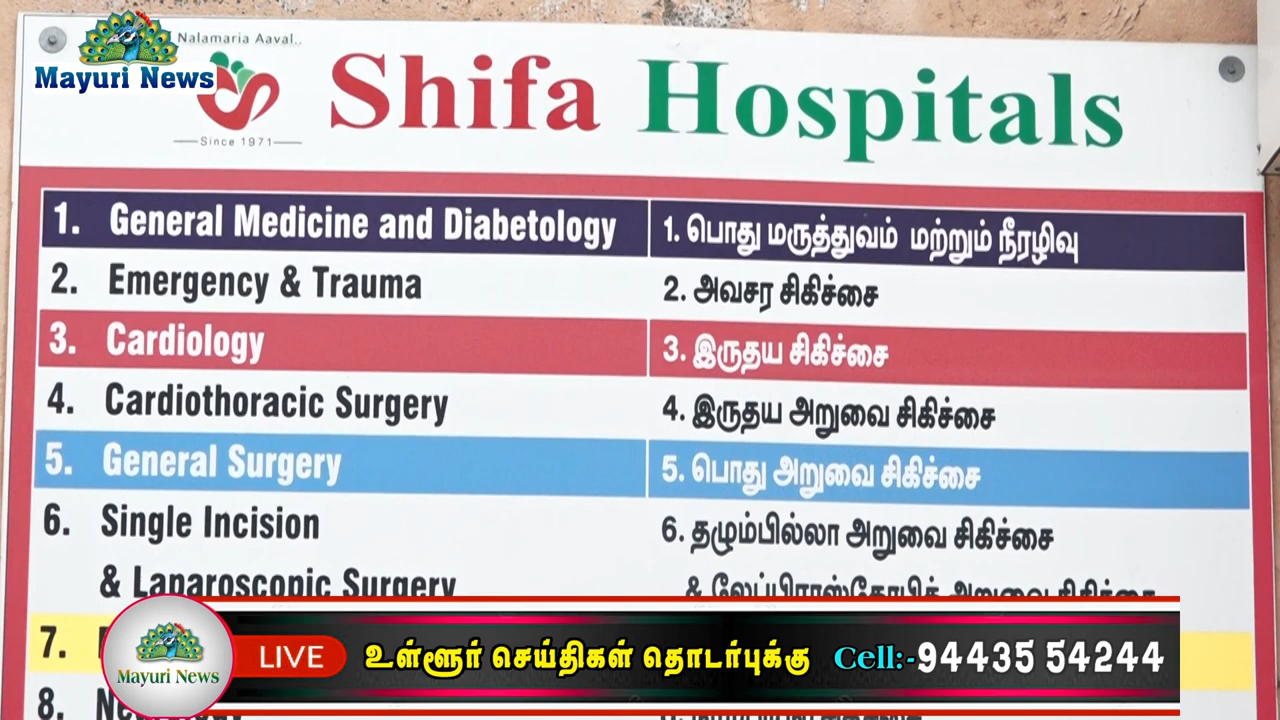 Nalamaria Aaval..
Mayuri News
Shifa Hospitals
Since 1971
1. General Medicine and Diabetology
1. பொது மருத்துவம் மற்றும் நீரழிவு
2. Emergency & Trauma
2. அவசர சிகிச்சை
3. Cardiology
3. இருதய சிகிச்சை
4. Cardiothoracic Surgery
4. இருதய அறுவை சிகிச்சை
5. General Surgery
5. பொது அறுவை சிகிச்சை
6. Single Incision
6. தழும்பில்லா அறுவை சிகிச்சை
& Laparoscopic Surgery
& லேப்பிராஸ்கோபிக் அறுவை சிகிச்சை
7.
8.
Mayuri News
LIVE
உள்ளூர் செய்திகள் தொடர்புக்கு Cell:-94435 54244